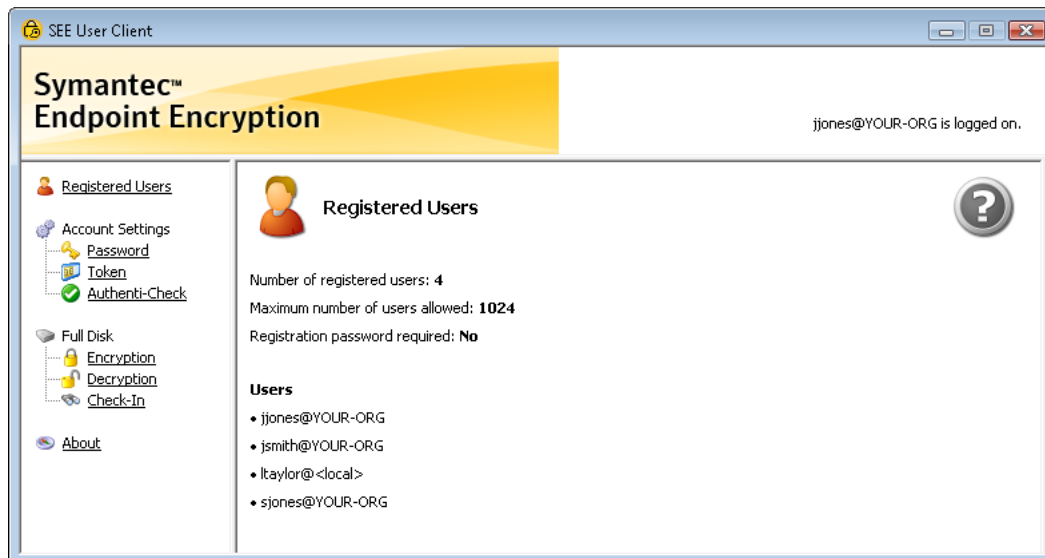 SEE User Client
Symantec™
Endpoint Encryption
jjones@YOUR-ORG is logged on.
Registered Users
Account Settings
Password
Token
Authenti-Check
Full Disk
Encryption
Decryption
Check-In
About
Registered Users
?
Number of registered users: 4
Maximum number of users allowed: 1024
Registration password required: No
Users
• jjones@YOUR-ORG
• jsmith@YOUR-ORG
• ltaylor@<local>
• sjones@YOUR-ORG